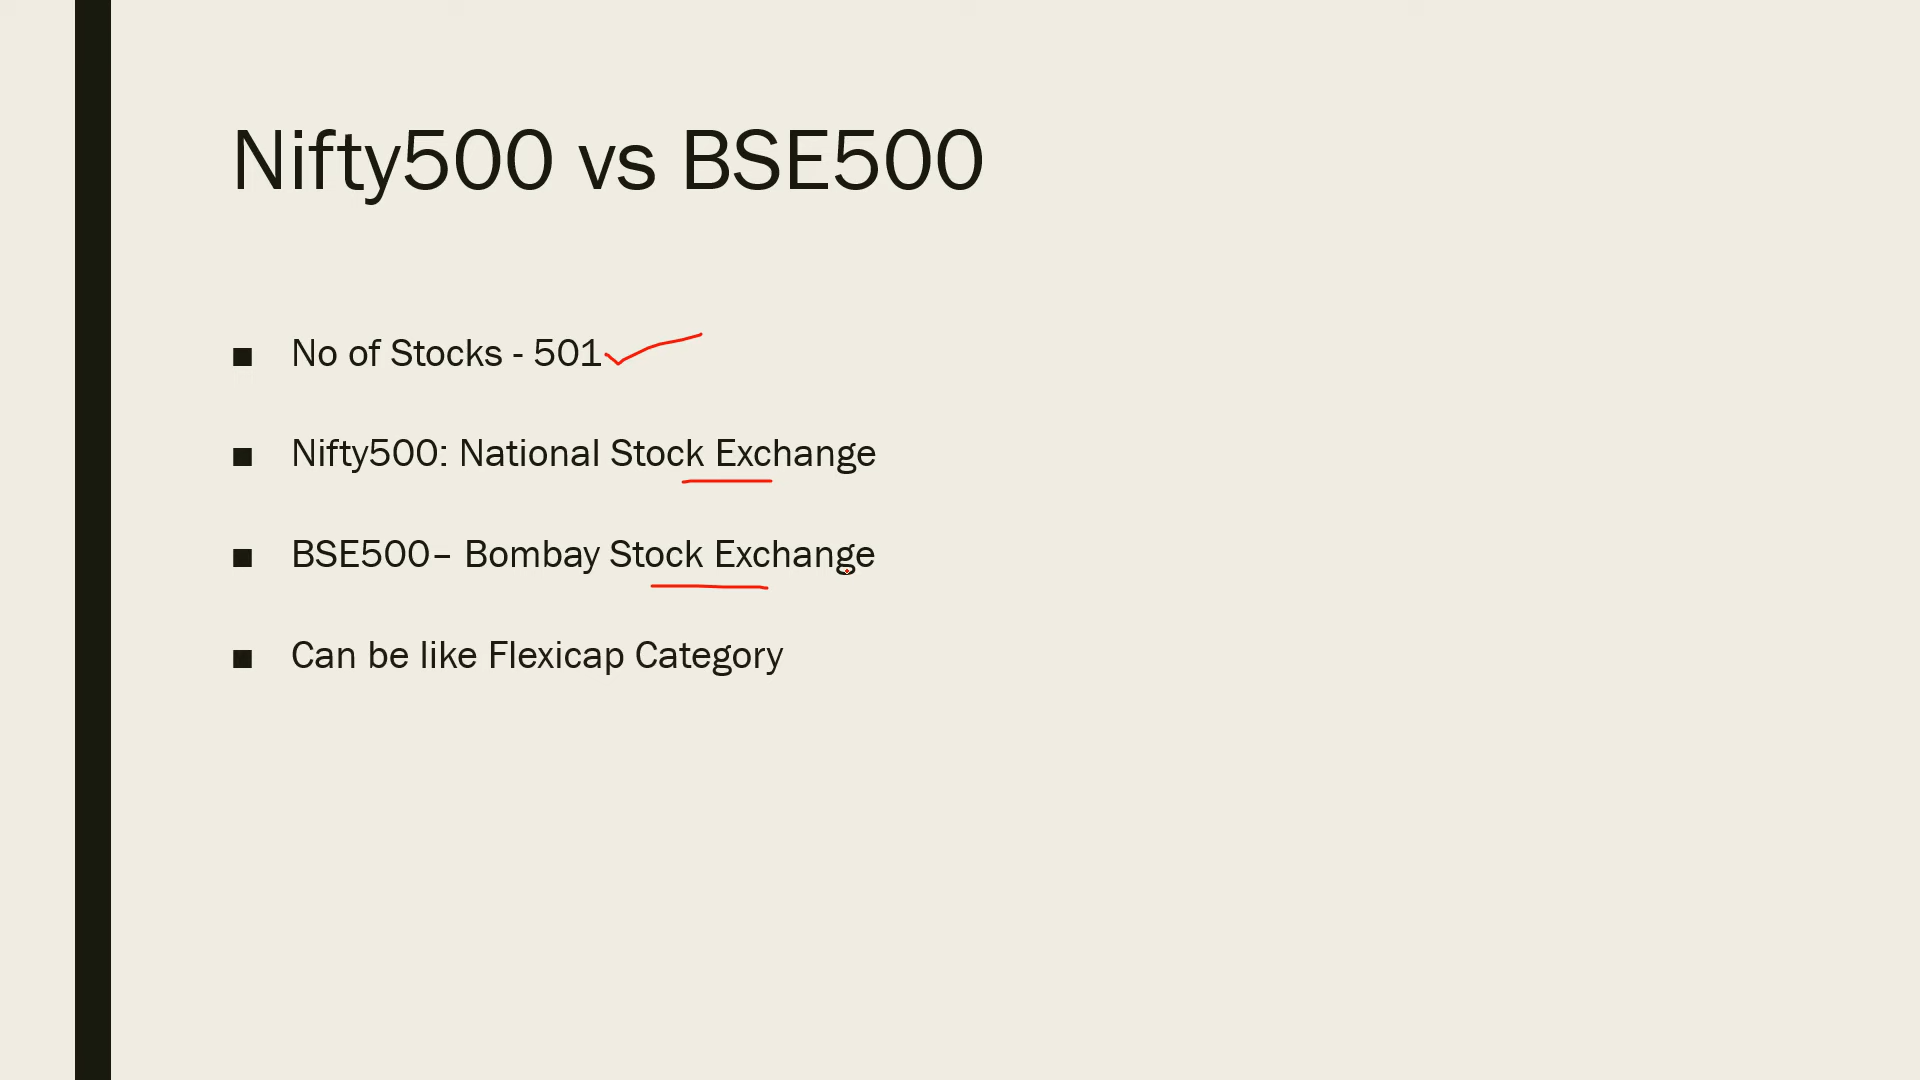 Nifty500 vs BSE500
■ No of Stocks - 501
■ Nifty500: National Stock Exchange
■ BSE500– Bombay Stock Exchange
■ Can be like Flexicap Category